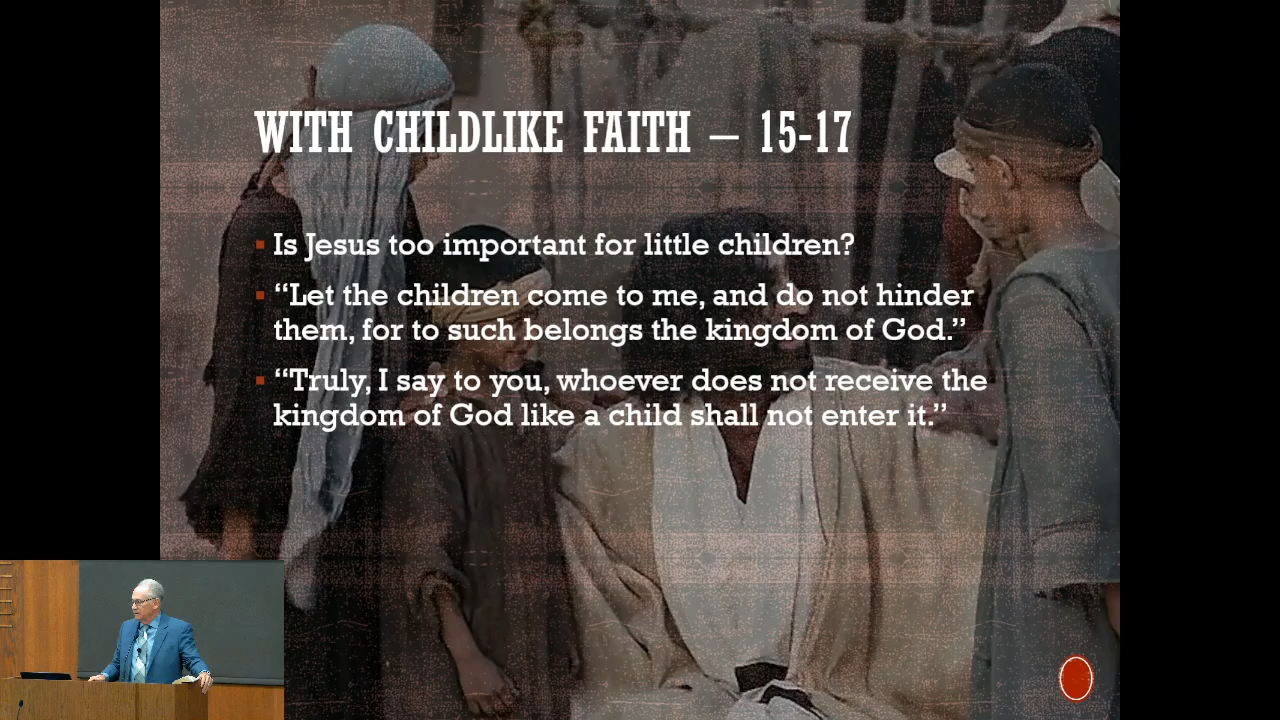 WITH CHILDLIKE FAITH – 15-17
Is Jesus too important for little children?
“Let the children come to me, and do not hinder
them, for to such belongs the kingdom of God.”
“Truly, I say to you, whoever does not receive the
kingdom of God like a child shall not enter it.”